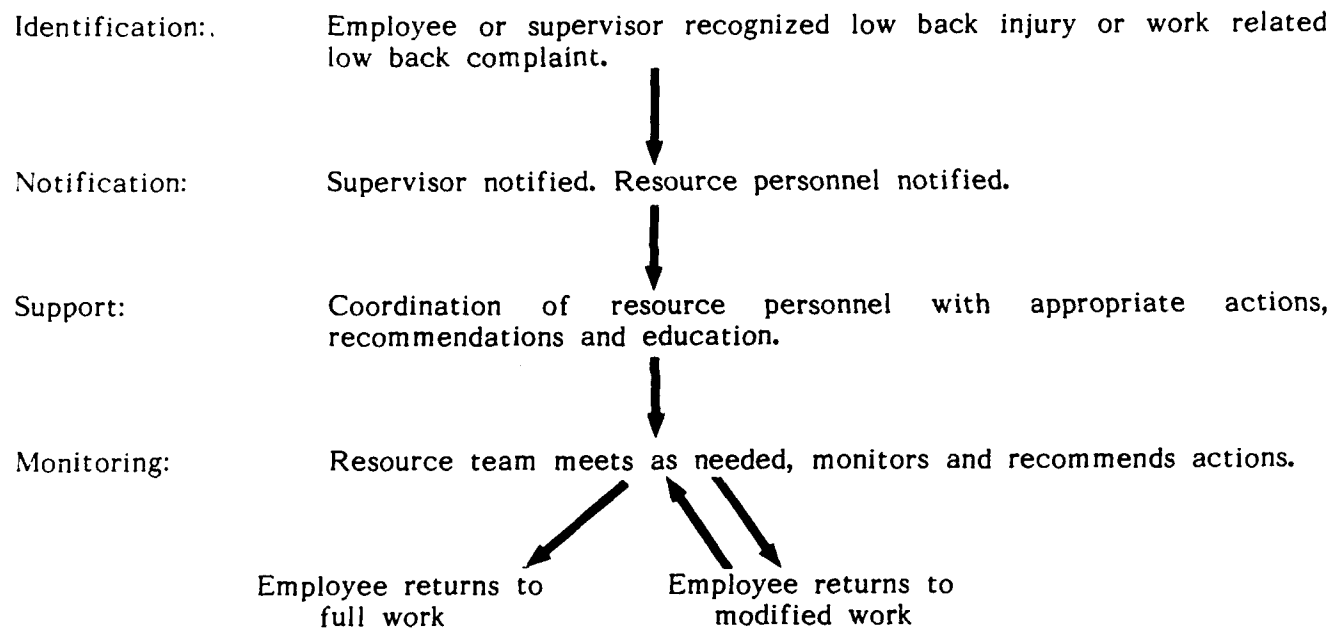 Identification:. Employee or supervisor recognized low back injury or work related
low back complaint.
Notification: Supervisor notified. Resource personnel notified.
Support: Coordination of resource personnel with appropriate actions,
recommendations and education.
Monitoring: Resource team meets as needed, monitors and recommends actions.
Employee returns to Employee returns to
full work modified work